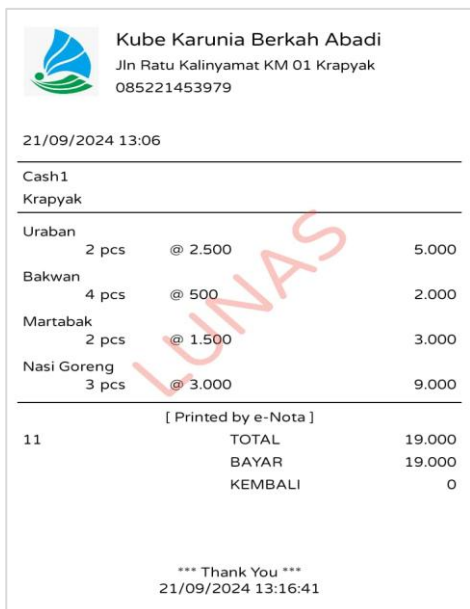 Kube Karunia Berkah Abadi
Jln Ratu Kalinyamat KM 01 Krapyak
085221453979
21/09/2024 13:06
Cash1
Krapyak
Uraban
2 pcs @ 2.500 5.000
Bakwan
4 pcs @ 500 2.000
Martabak
2 pcs @ 1.500 3.000
Nasi Goreng
3 pcs @ 3.000 9.000
LUNAS
[ Printed by e-Nota ]
11 TOTAL 19.000
BAYAR 19.000
KEMBALI 0
*** Thank You ***
21/09/2024 13:16:41